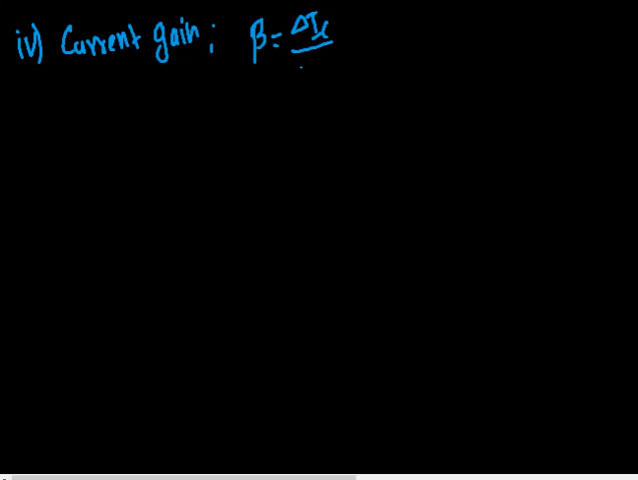 iv) Current gain; β = ΔIc